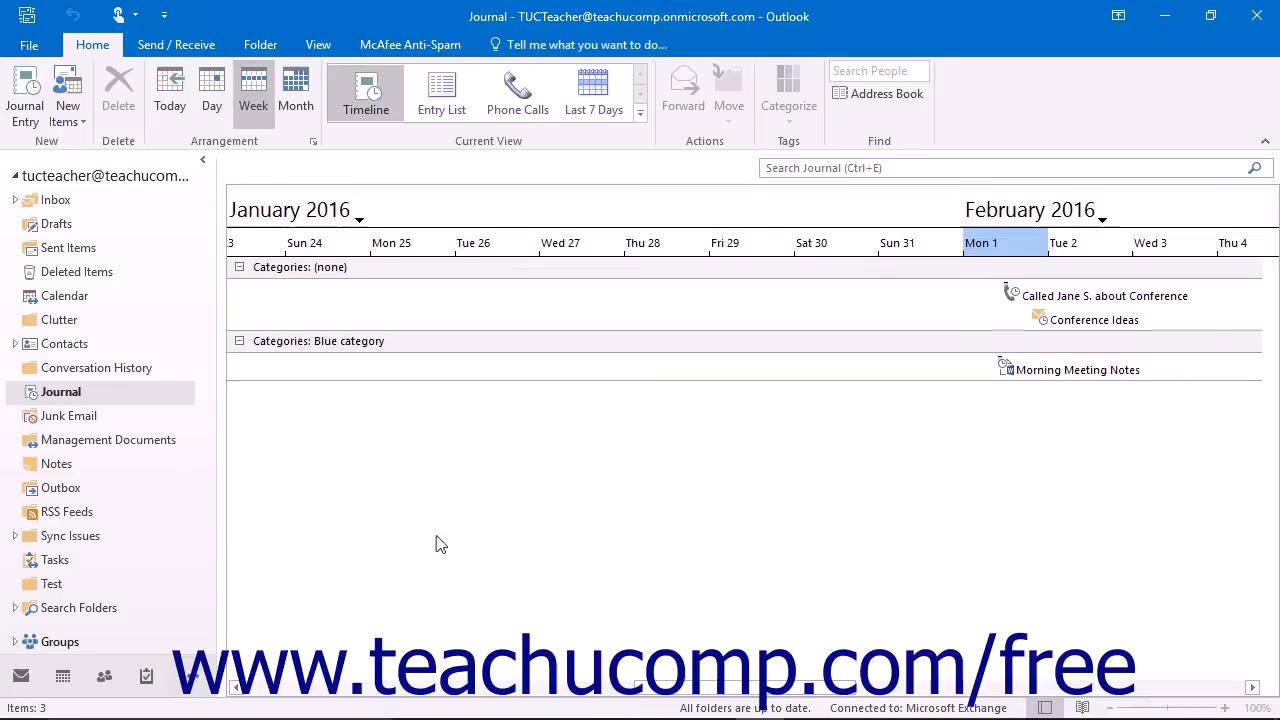 Journal - TUCTeacher@teachucomp.onmicrosoft.com - Outlook
File Home Send / Receive Folder View McAfee Anti-Spam Tell me what you want to do...
Journal Entry
New Items
Delete
Today
Day
Week
Month
Timeline
Entry List
Phone Calls
Last 7 Days
Forward
Move
Categorize
Search People
Address Book
New Delete Arrangement Current View Actions Tags Find
Search Journal (Ctrl+E)
tucteacher@teachucom...
Inbox
Drafts
Sent Items
Deleted Items
Calendar
Clutter
Contacts
Conversation History
Journal
Junk Email
Management Documents
Notes
Outbox
RSS Feeds
Sync Issues
Tasks
Test
Search Folders
Groups
January 2016 February 2016
3 Sun 24 Mon 25 Tue 26 Wed 27 Thu 28 Fri 29 Sat 30 Sun 31 Mon 1 Tue 2 Wed 3 Thu 4
Categories: (none)
Called Jane S. about Conference
Conference Ideas
Categories: Blue category
Morning Meeting Notes
www.teachucomp.com/free
Items: 3 All folders are up to date. Connected to: Microsoft Exchange 100%